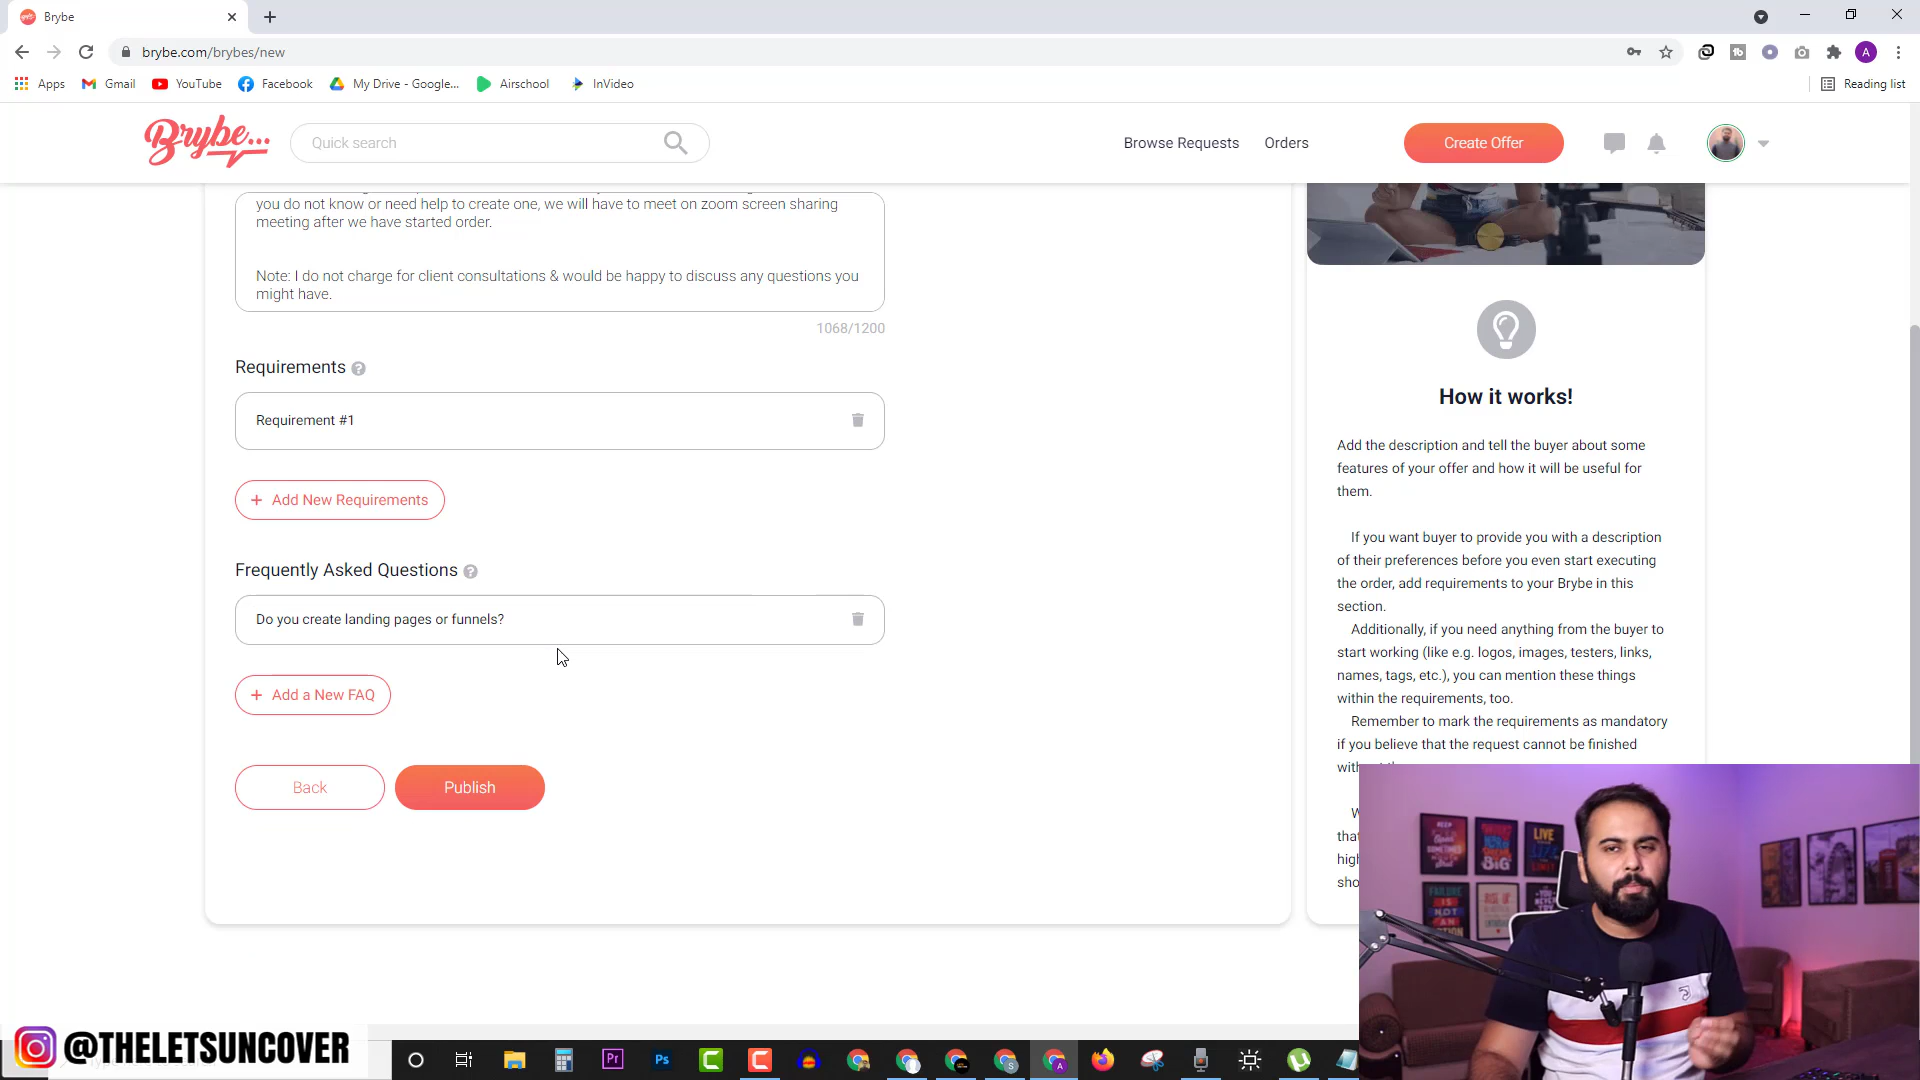 Brybe
brybe.com/brybes/new
A
Apps
Gmail
YouTube
Facebook
My Drive - Google...
Airschool
InVideo
Reading list
Brybe...
Quick search
Browse Requests
Orders
Create Offer
you do not know or need help to create one, we will have to meet on zoom screen sharing
meeting after we have started order.
Note: I do not charge for client consultations & would be happy to discuss any questions you
might have.
1068/1200
Requirements ?
Requirement #1
+ Add New Requirements
Frequently Asked Questions ?
Do you create landing pages or funnels?
+ Add a New FAQ
Back
Publish
How it works!
Add the description and tell the buyer about some
features of your offer and how it will be useful for
them.
If you want buyer to provide you with a description
of their preferences before you even start executing
the order, add requirements to your Brybe in this
section.
Additionally, if you need anything from the buyer to
start working (like e.g. logos, images, testers, links,
names, tags, etc.), you can mention these things
within the requirements, too.
Remember to mark the requirements as mandatory
if you believe that the request cannot be finished
@THELETSUNCOVER
Pr
Ps